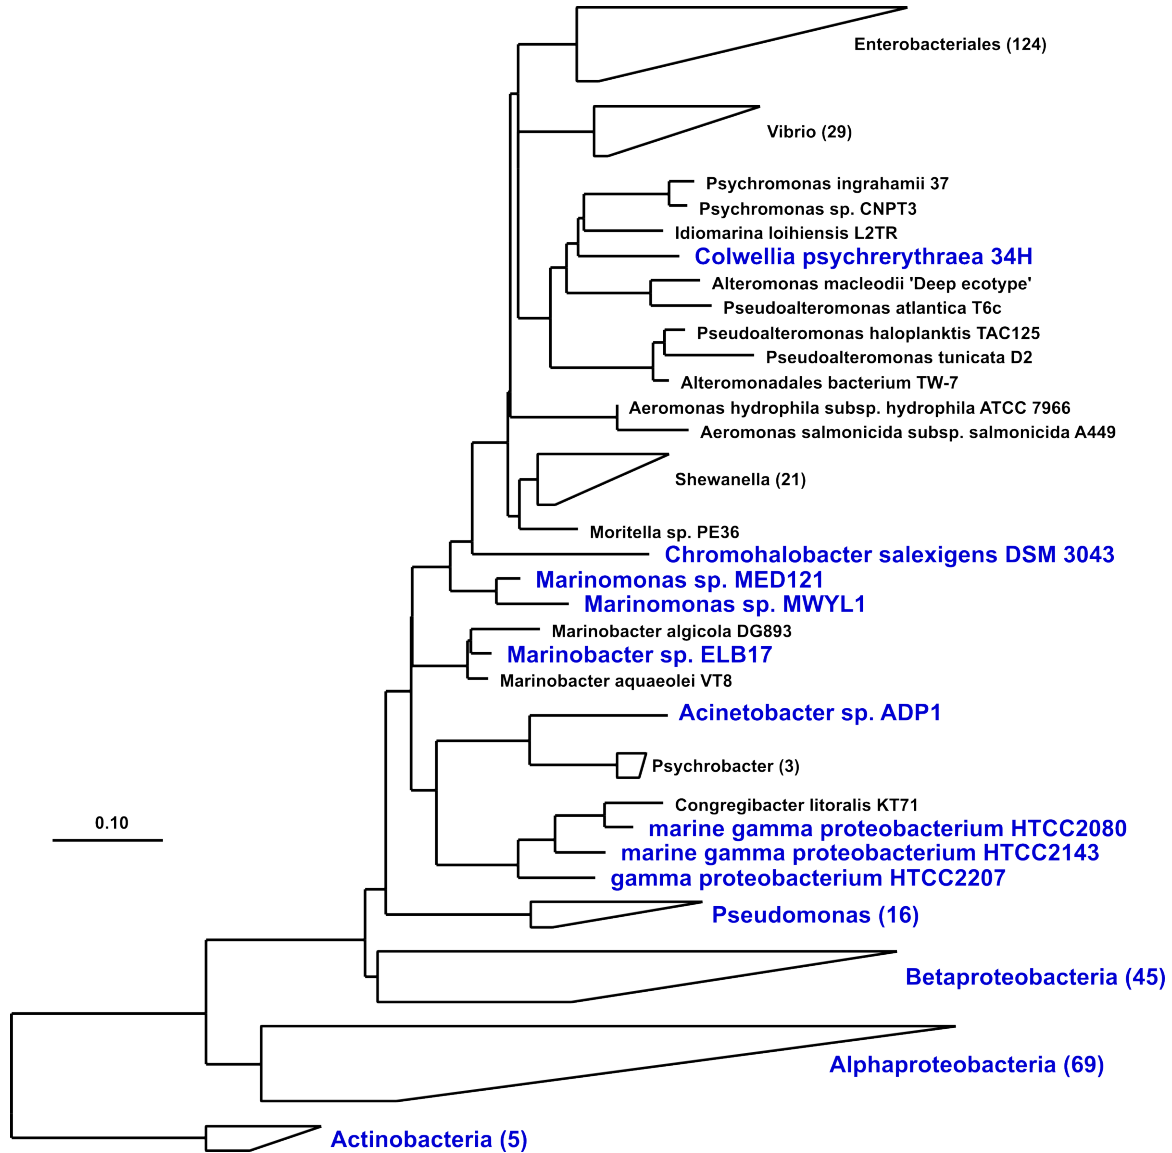 Enterobacteriales (124)
Vibrio (29)
Psychromonas ingrahamii 37
Psychromonas sp. CNPT3
Idiomarina loihiensis L2TR
Colwellia psychrerythraea 34H
Alteromonas macleodii 'Deep ecotype'
Pseudoalteromonas atlantica T6c
Pseudoalteromonas haloplanktis TAC125
Pseudoalteromonas tunicata D2
Alteromonadales bacterium TW-7
Aeromonas hydrophila subsp. hydrophila ATCC 7966
Aeromonas salmonicida subsp. salmonicida A449
Shewanella (21)
Moritella sp. PE36
Chromohalobacter salexigens DSM 3043
Marinomonas sp. MED121
Marinomonas sp. MWYL1
Marinobacter algicola DG893
Marinobacter sp. ELB17
Marinobacter aquaeolei VT8
Acinetobacter sp. ADP1
Psychrobacter (3)
Congregibacter litoralis KT71
0.10
marine gamma proteobacterium HTCC2080
marine gamma proteobacterium HTCC2143
gamma proteobacterium HTCC2207
Pseudomonas (16)
Betaproteobacteria (45)
Alphaproteobacteria (69)
Actinobacteria (5)